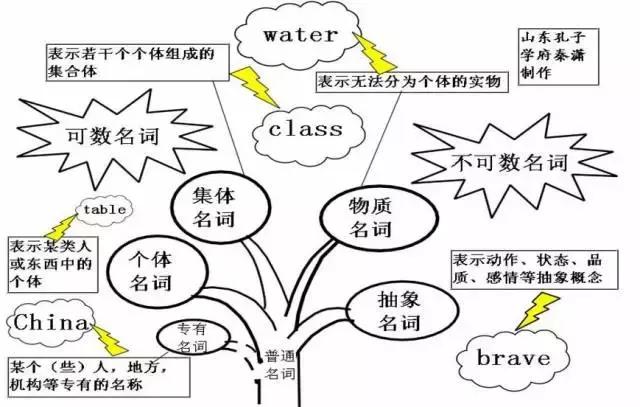 water
表示若干个个体组成的
集合体
表示无法分为个体的实物
山东孔子
学府秦潇
制作
class
可数名词
不可数名词
集体
名词
物质
名词
table
表示某类人
或东西中的
个体
个体
名词
表示动作、状态、品
质、感情等抽象概念
抽象
名词
China
专有
名词
普通
名词
brave
某个（些）人，地方，
机构等专有的名称